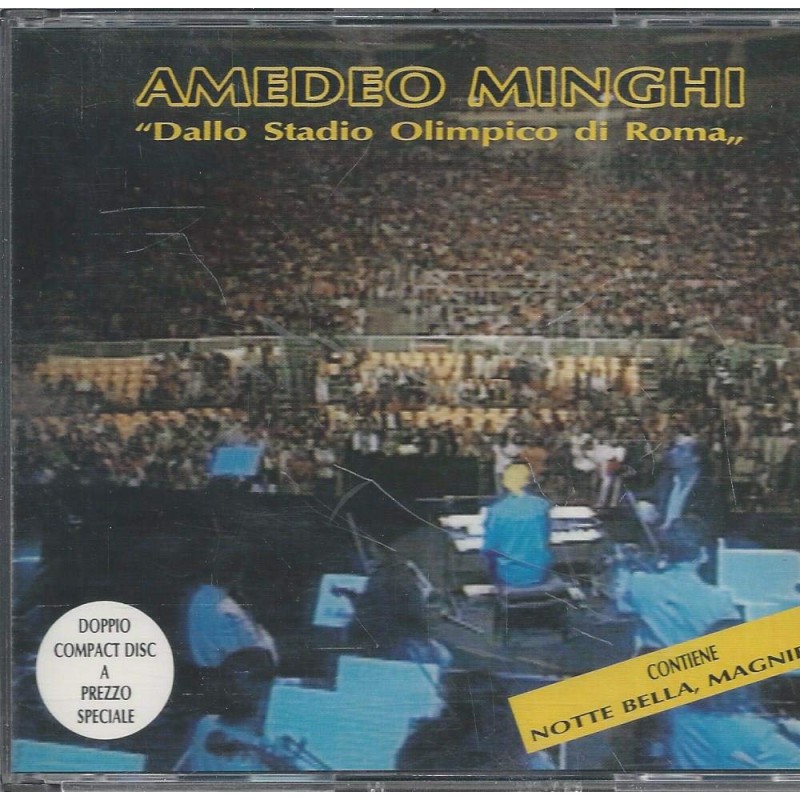 AMEDEO MINGHI
“Dallo Stadio Olimpico di Roma„
DOPPIO
COMPACT DISC
A
PREZZO
SPECIALE
CONTIENE
NOTTE BELLA, MAGNIF